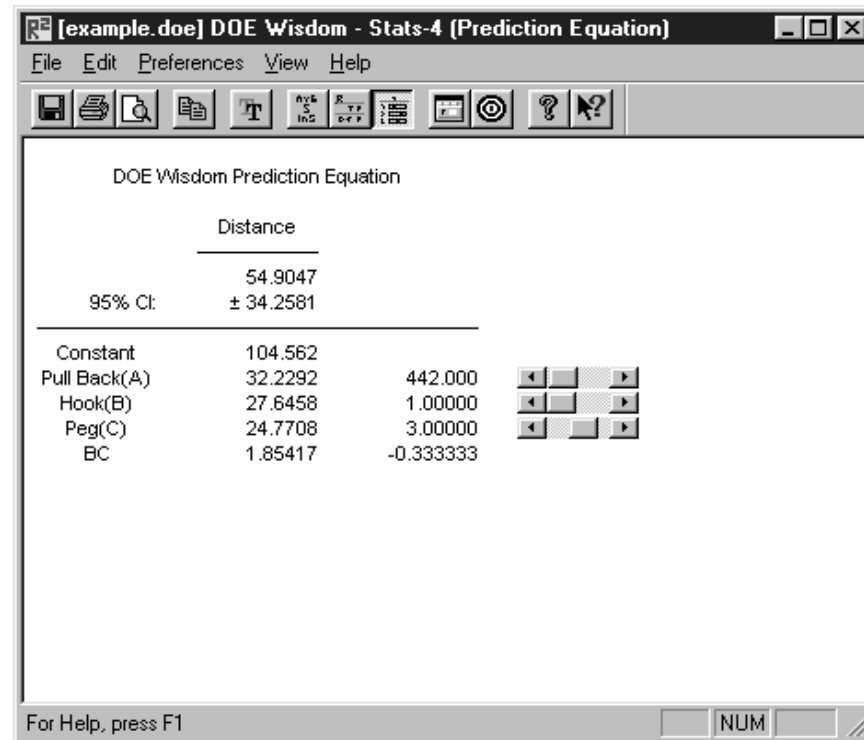 [example.doe] DOE Wisdom - Stats-4 (Prediction Equation)
File Edit Preferences View Help
DOE Wisdom Prediction Equation
Distance
54.9047
95% CI: ± 34.2581
Constant 104.562
Pull Back(A) 32.2292 442.000
Hook(B) 27.6458 1.00000
Peg(C) 24.7708 3.00000
BC 1.85417 -0.333333
For Help, press F1 NUM